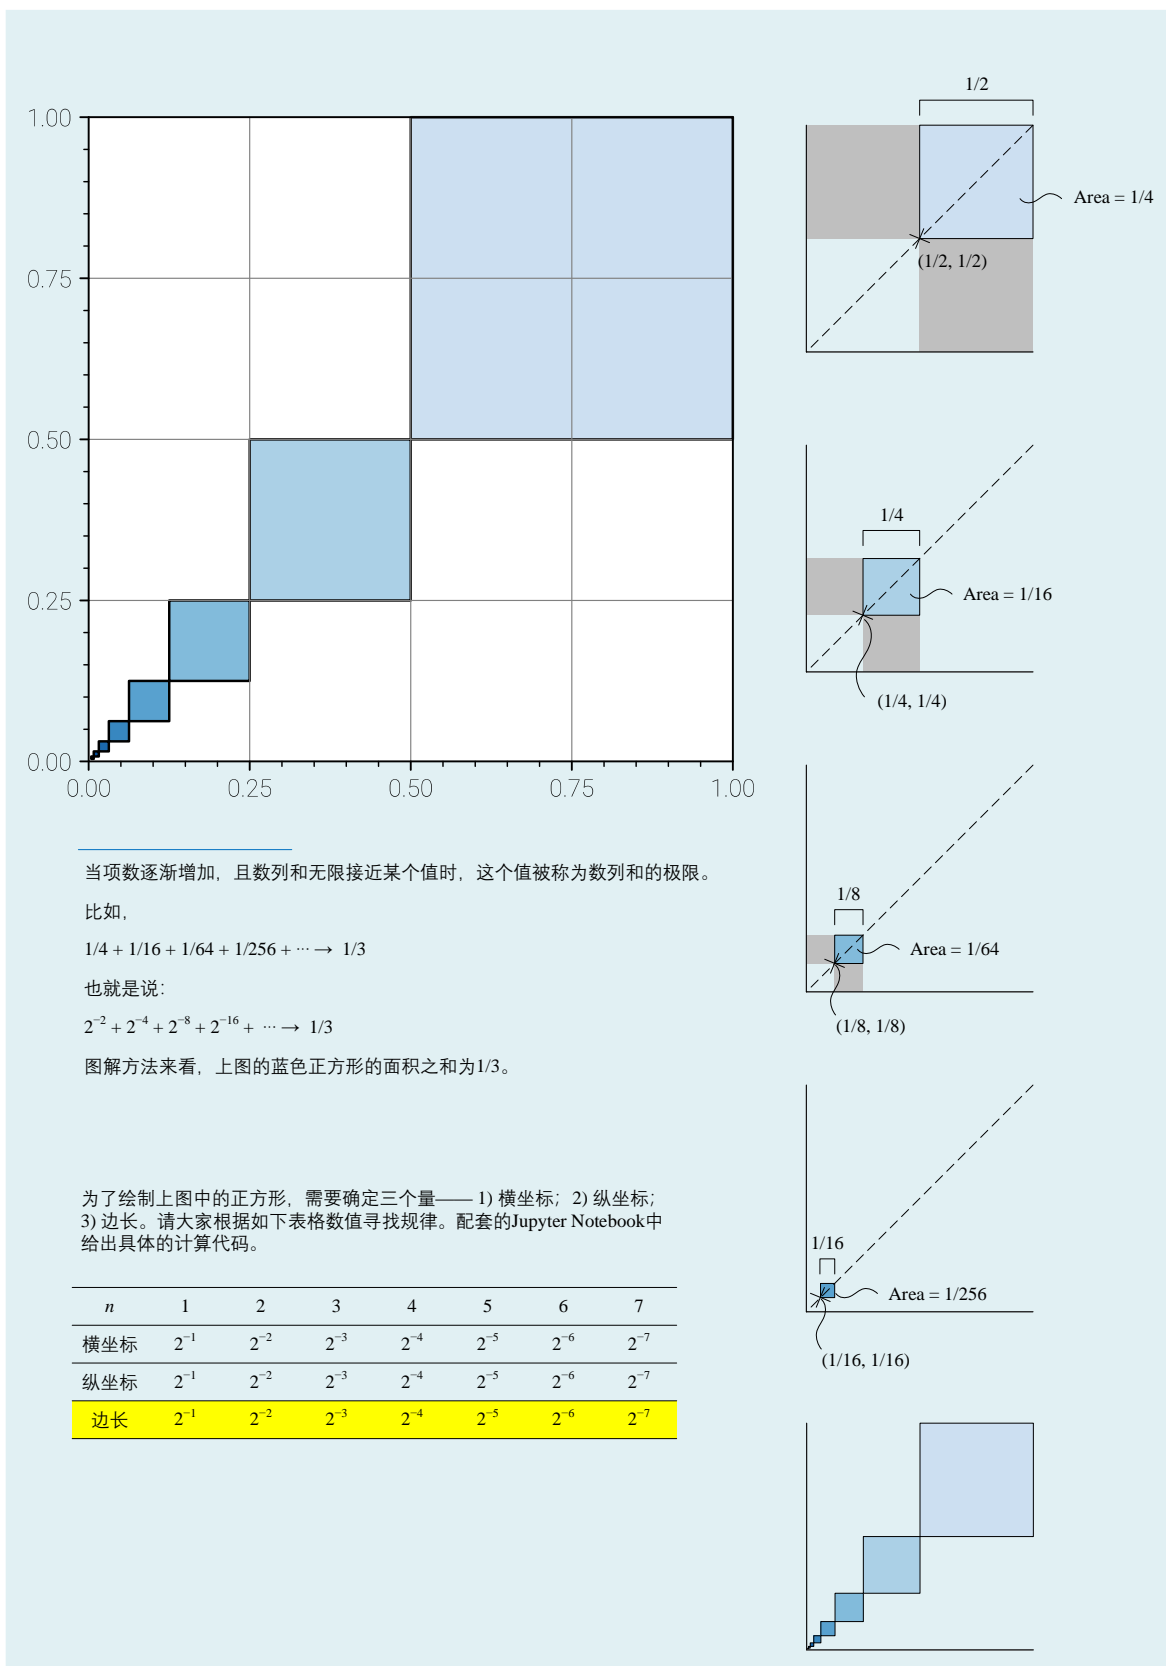 1.00
0.75
0.50
0.25
0.00
0.00 0.25 0.50 0.75 1.00
当项数逐渐增加，且数列和无限接近某个值时，这个值被称为数列和的极限。
比如，
1/4 + 1/16 + 1/64 + 1/256 + ··· → 1/3
也就是说：
2⁻² + 2⁻⁴ + 2⁻⁸ + 2⁻¹⁶ + ··· → 1/3
图解方法来看，上图的蓝色正方形的面积之和为1/3。
为了绘制上图中的正方形，需要确定三个量—— 1) 横坐标；2) 纵坐标；
3) 边长。请大家根据如下表格数值寻找规律。配套的Jupyter Notebook中
给出具体的计算代码。
n 1 2 3 4 5 6 7
横坐标 2⁻¹ 2⁻² 2⁻³ 2⁻⁴ 2⁻⁵ 2⁻⁶ 2⁻⁷
纵坐标 2⁻¹ 2⁻² 2⁻³ 2⁻⁴ 2⁻⁵ 2⁻⁶ 2⁻⁷
边长 2⁻¹ 2⁻² 2⁻³ 2⁻⁴ 2⁻⁵ 2⁻⁶ 2⁻⁷
1/2
Area = 1/4
(1/2, 1/2)
1/4
Area = 1/16
(1/4, 1/4)
1/8
Area = 1/64
(1/8, 1/8)
1/16
Area = 1/256
(1/16, 1/16)